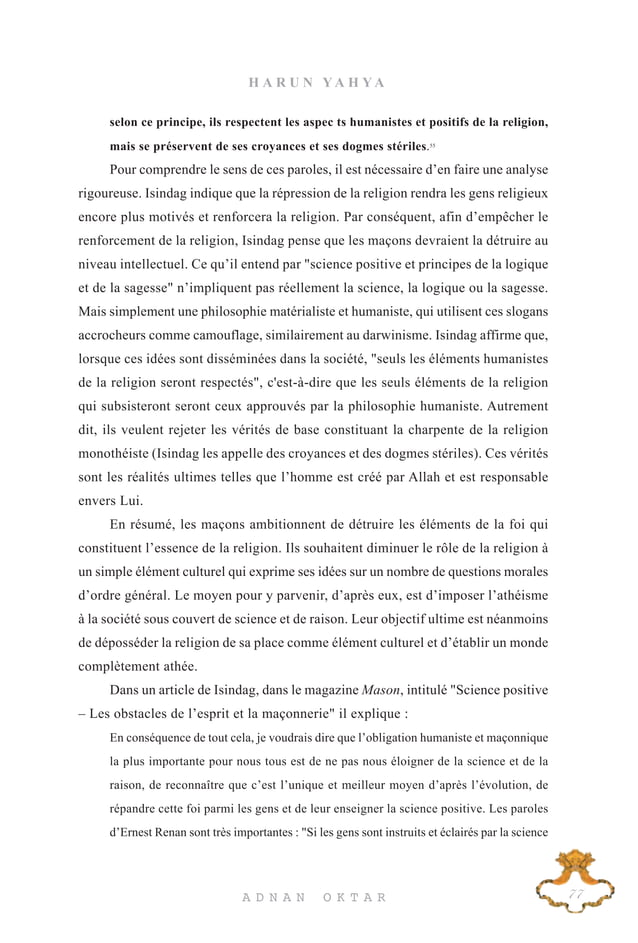 HARUN YAHYA
selon ce principe, ils respectent les aspec ts humanistes et positifs de la religion,
mais se préservent de ses croyances et ses dogmes stériles.
Pour comprendre le sens de ces paroles, il est nécessaire d’en faire une analyse
rigoureuse. Isindag indique que la répression de la religion rendra les gens religieux
encore plus motivés et renforcera la religion. Par conséquent, afin d’empêcher le
renforcement de la religion, Isindag pense que les maçons devraient la détruire au
niveau intellectuel. Ce qu’il entend par "science positive et principes de la logique
et de la sagesse" n’impliquent pas réellement la science, la logique ou la sagesse.
Mais simplement une philosophie matérialiste et humaniste, qui utilisent ces slogans
accrocheurs comme camouflage, similairement au darwinisme. Isindag affirme que,
lorsque ces idées sont disséminées dans la société, "seuls les éléments humanistes
de la religion seront respectés", c'est-à-dire que les seuls éléments de la religion
qui subsisteront seront ceux approuvés par la philosophie humaniste. Autrement
dit, ils veulent rejeter les vérités de base constituant la charpente de la religion
monothéiste (Isindag les appelle des croyances et des dogmes stériles). Ces vérités
sont les réalités ultimes telles que l’homme est créé par Allah et est responsable
envers Lui.
En résumé, les maçons ambitionnent de détruire les éléments de la foi qui
constituent l’essence de la religion. Ils souhaitent diminuer le rôle de la religion à
un simple élément culturel qui exprime ses idées sur un nombre de questions morales
d’ordre général. Le moyen pour y parvenir, d’après eux, est d’imposer l’athéisme
à la société sous couvert de science et de raison. Leur objectif ultime est néanmoins
de déposséder la religion de sa place comme élément culturel et d’établir un monde
complètement athée.
Dans un article de Isindag, dans le magazine Mason, intitulé "Science positive
– Les obstacles de l’esprit et la maçonnerie" il explique :
En conséquence de tout cela, je voudrais dire que l’obligation humaniste et maçonnique
la plus importante pour nous tous est de ne pas nous éloigner de la science et de la
raison, de reconnaître que c’est l’unique et meilleur moyen d’après l’évolution, de
répandre cette foi parmi les gens et de leur enseigner la science positive. Les paroles
d’Ernest Renan sont très importantes : "Si les gens sont instruits et éclairés par la science
ADNAN OKTAR
77